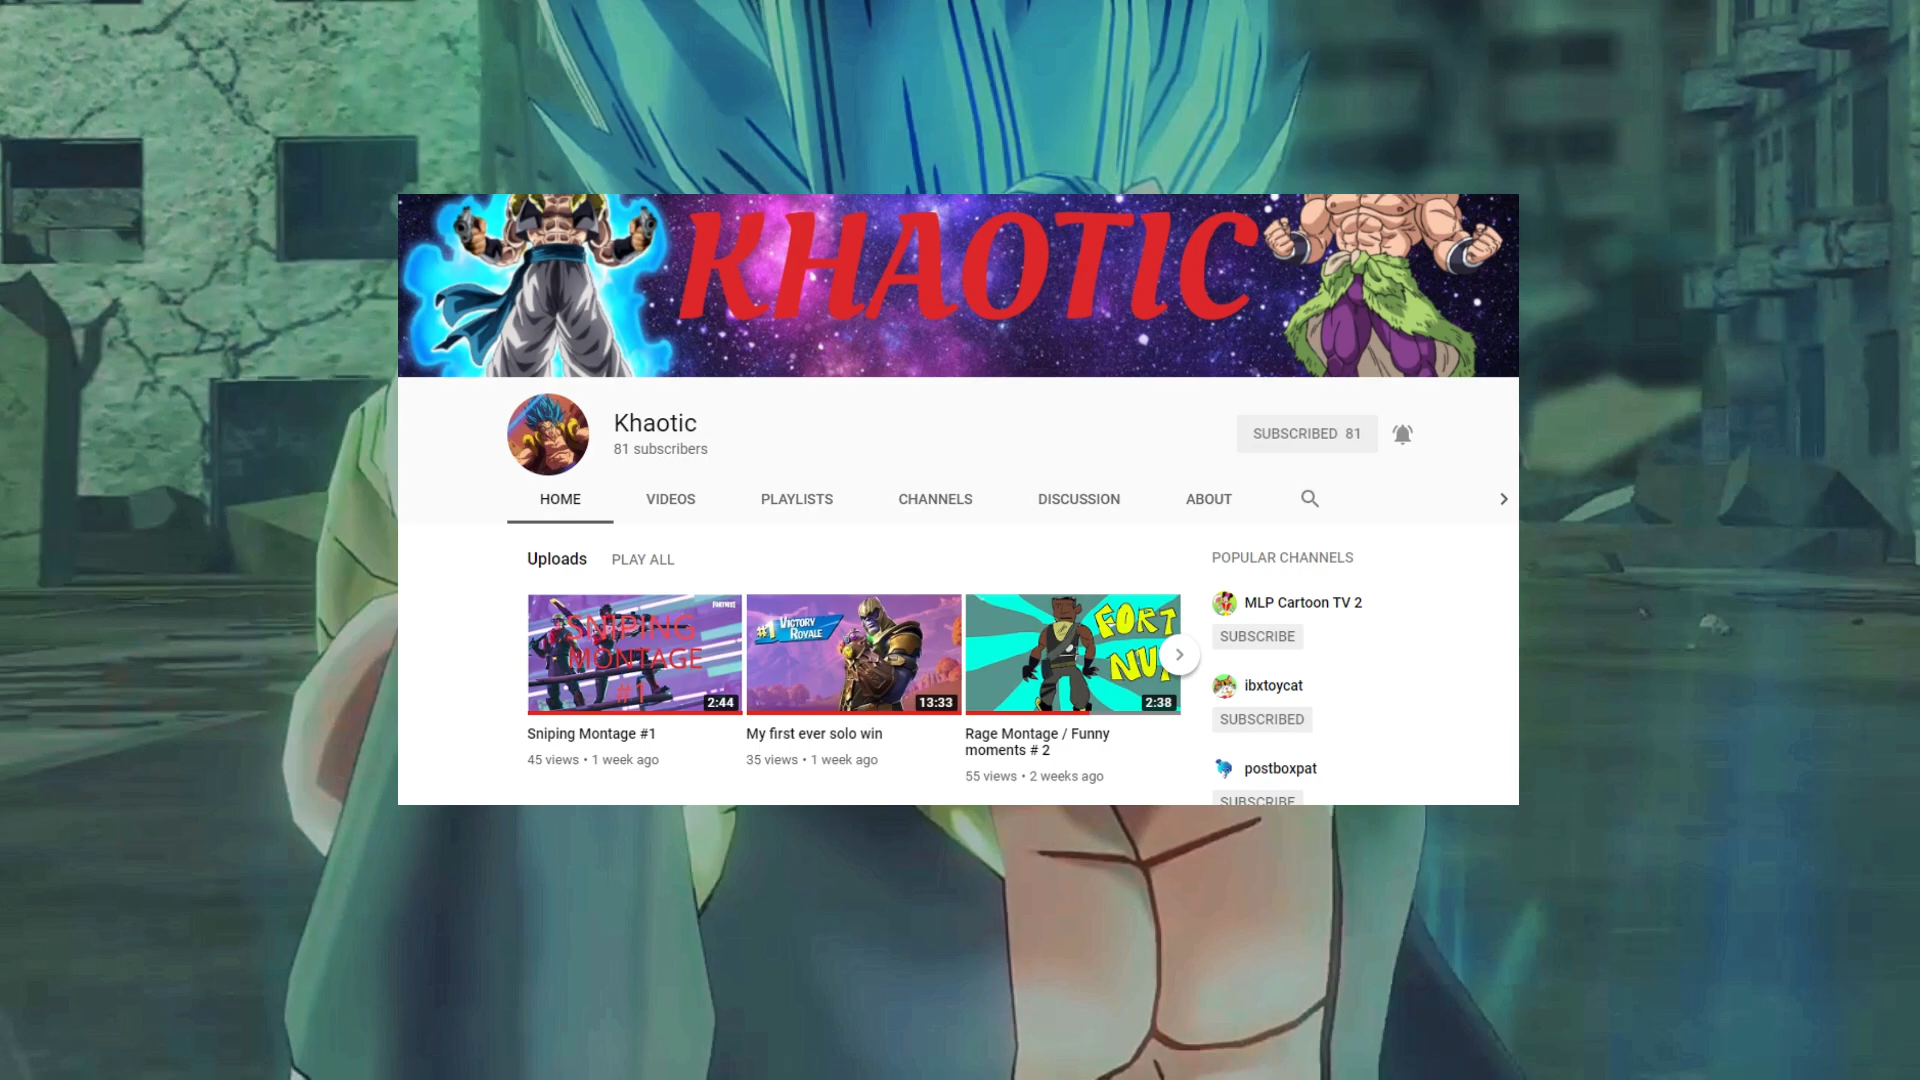 KHAOTIC
Khaotic
81 subscribers
SUBSCRIBED 81
HOME VIDEOS PLAYLISTS CHANNELS DISCUSSION ABOUT
Uploads PLAY ALL
FORTNITE
SNIPING
MONTAGE
#1
2:44
Sniping Montage #1
45 views • 1 week ago
#1 VICTORY
ROYALE
13:33
My first ever solo win
35 views • 1 week ago
FORT
NU
2:38
Rage Montage / Funny
moments # 2
55 views • 2 weeks ago
POPULAR CHANNELS
MLP Cartoon TV 2
SUBSCRIBE
ibxtoycat
SUBSCRIBED
postboxpat
SUBSCRIBE